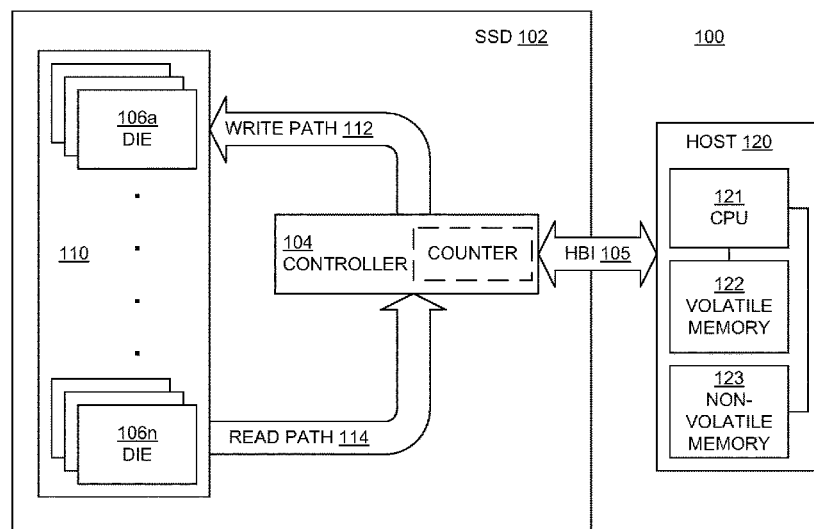 SSD 102
100
106a
DIE
WRITE PATH 112
HOST 120
121
CPU
110
104
CONTROLLER
COUNTER
HBI 105
122
VOLATILE
MEMORY
123
NON-
VOLATILE
MEMORY
106n
DIE
READ PATH 114